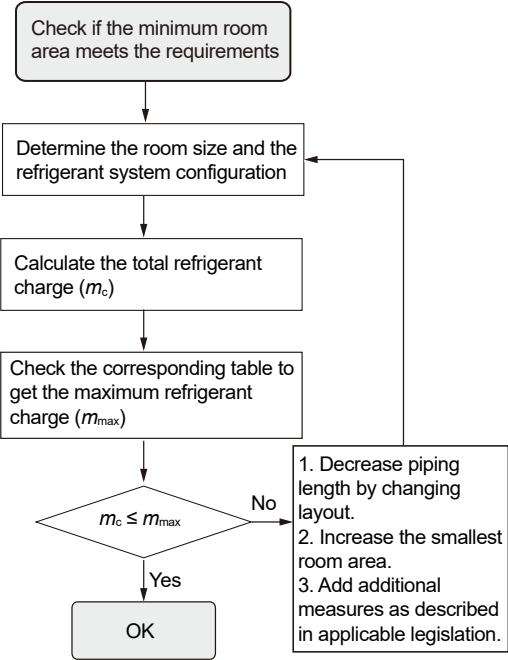 Check if the minimum room
area meets the requirements
Determine the room size and the
refrigerant system configuration
Calculate the total refrigerant
charge (mc)
Check the corresponding table to
get the maximum refrigerant
charge (mmax)
mc ≤ mmax
No
Yes
OK
1. Decrease piping
length by changing
layout.
2. Increase the smallest
room area.
3. Add additional
measures as described
in applicable legislation.